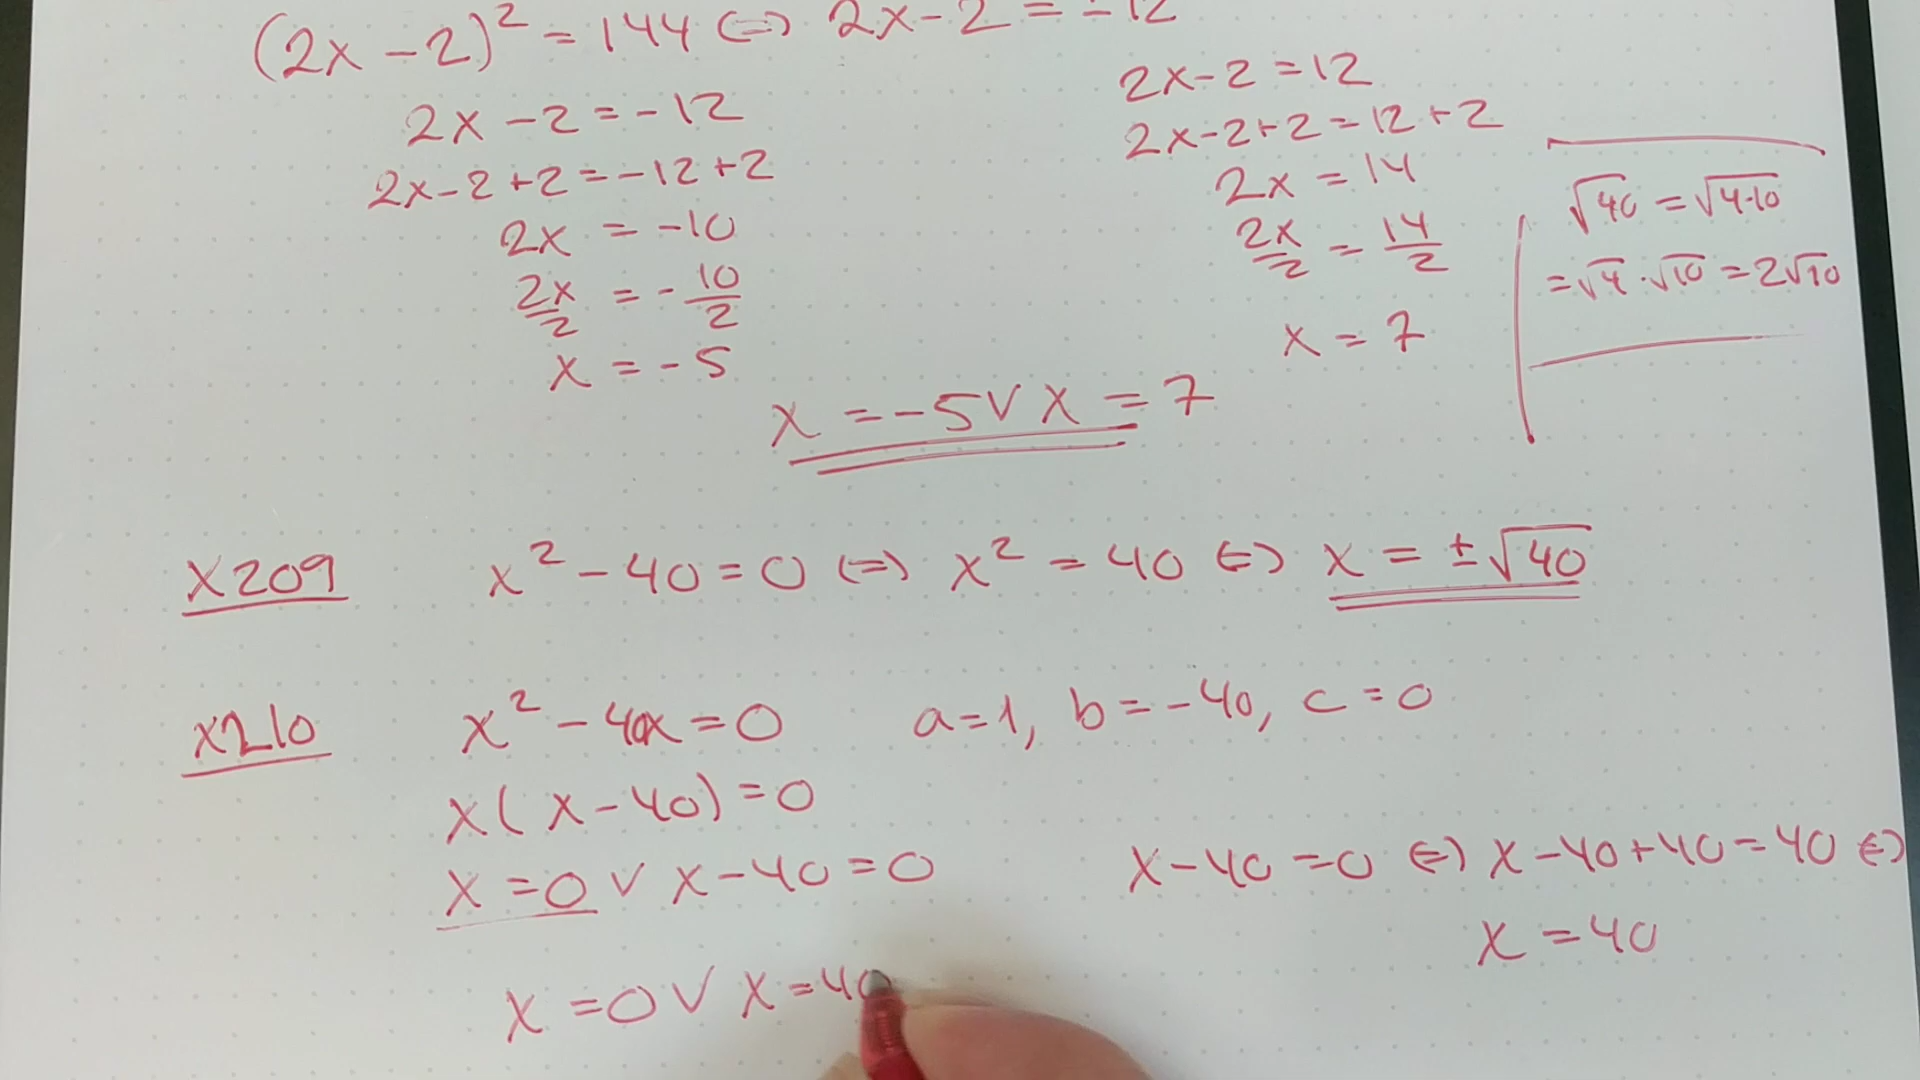 (2x-2)² = 144 ⇔ 2x-2 = ±12
2x-2 = -12
2x-2+2 = -12+2
2x = -10
2x/2 = -10/2
x = -5
2x-2 = 12
2x-2+2 = 12+2
2x = 14
2x/2 = 14/2
x = 7
√40 = √4·10
= √4·√10 = 2√10
x = -5 ∨ x = 7
x209 x²-40 = 0 ⇔ x² = 40 ⇔ x = ±√40
x210 x²-40x = 0 a=1, b=-40, c=0
x(x-40) = 0
x = 0 ∨ x-40 = 0 x-40 = 0 ⇔ x-40+40 = 40 ⇔
x = 40
x = 0 ∨ x = 40